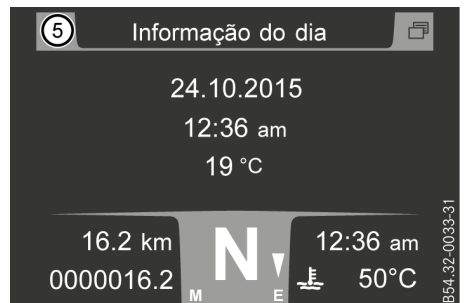 5 Informação do dia
24.10.2015
12:36 am
19 °C
16.2 km N 12:36 am
0000016.2 50°C
M E
B54.32-0033-31